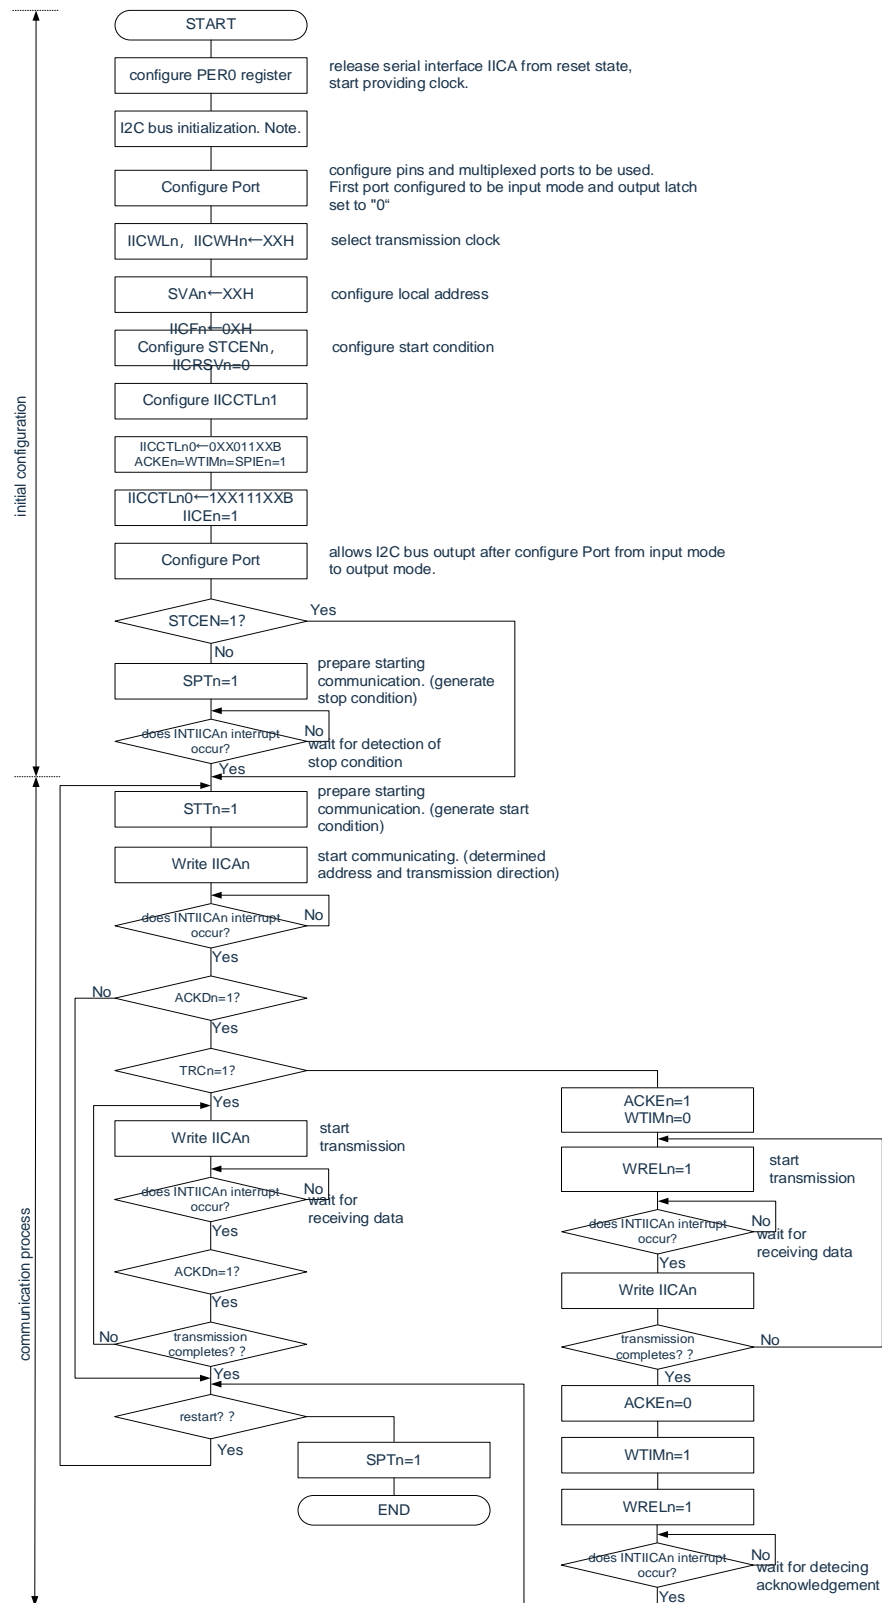 START
configure PER0 register
release serial interface IICA from reset state,
start providing clock.
I2C bus initialization. Note.
Configure Port
configure pins and multiplexed ports to be used.
First port configured to be input mode and output latch
set to "0"
IICWLn, IICWHn←XXH
select transmission clock
SVAn←XXH
configure local address
IICFn←0XH
Configure STCENn,
IICRSVn=0
configure start condition
Configure IICCTLn1
IICCTLn0←0XX011XXB
ACKEn=WTIMn=SPIEn=1
IICCTLn0←1XX111XXB
IICEn=1
Configure Port
allows I2C bus outupt after configure Port from input mode
to output mode.
initial configuration
STCEN=1?
Yes
No
SPTn=1
prepare starting
communication. (generate
stop condition)
does INTIICAn interrupt
occur?
No
wait for detection of
stop condition
Yes
STTn=1
prepare starting
communication. (generate start
condition)
Write IICAn
start communicating. (determined
address and transmission direction)
does INTIICAn interrupt
occur?
No
Yes
ACKDn=1?
No
Yes
TRCn=1?
Yes
Write IICAn
start
transmission
does INTIICAn interrupt
occur?
No
wait for
receiving data
Yes
ACKDn=1?
Yes
transmission
completes? ?
No
Yes
restart? ?
Yes
SPTn=1
END
communication process
ACKEn=1
WTIMn=0
WRELn=1
start
transmission
does INTIICAn interrupt
occur?
No
wait for
receiving data
Yes
Write IICAn
transmission
completes? ?
No
Yes
ACKEn=0
WTIMn=1
WRELn=1
does INTIICAn interrupt
occur?
No
wait for detecing
acknowledgement
Yes